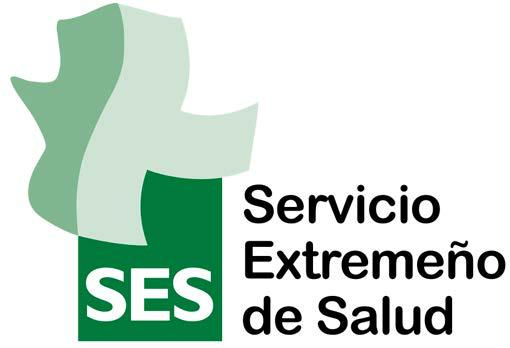 SES
Servicio
Extremeño
de Salud